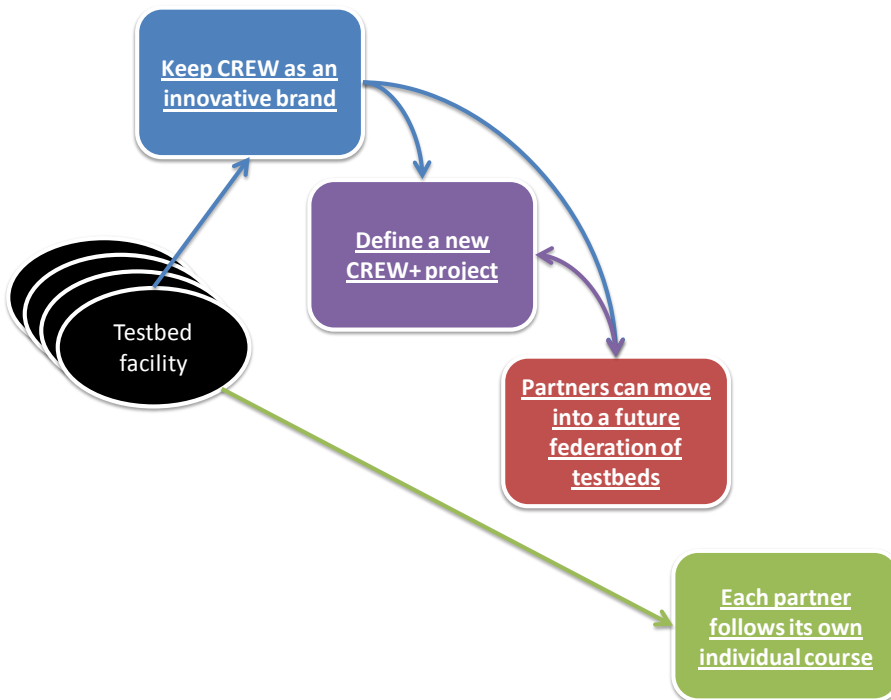 Keep CREW as an
innovative brand
Define a new
CREW+ project
Testbed
facility
Partners can move
into a future
federation of
testbeds
Each partner
follows its own
individual course